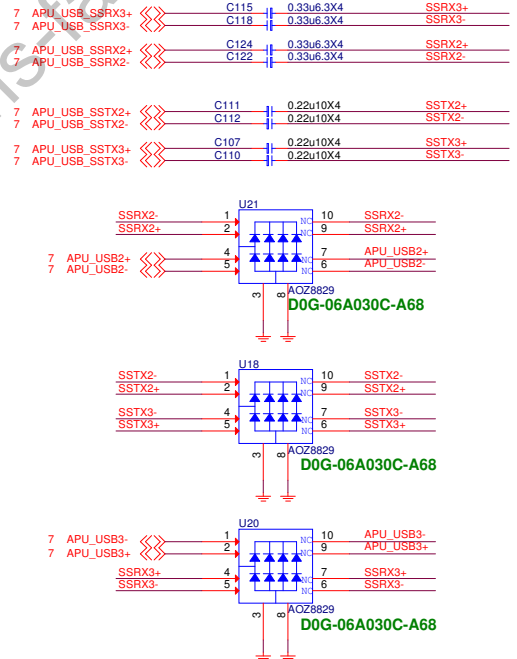 7 APU_USB_SSRX3+ C115 0.33u6.3X4 SSRX3+
7 APU_USB_SSRX3- C118 0.33u6.3X4 SSRX3-
7 APU_USB_SSRX2+ C124 0.33u6.3X4 SSRX2+
7 APU_USB_SSRX2- C122 0.33u6.3X4 SSRX2-
7 APU_USB_SSTX2+ C111 0.22u10X4 SSTX2+
7 APU_USB_SSTX2- C112 0.22u10X4 SSTX2-
7 APU_USB_SSTX3+ C107 0.22u10X4 SSTX3+
7 APU_USB_SSTX3- C110 0.22u10X4 SSTX3-
U21
SSRX2- 1 NC 10 SSRX2-
SSRX2+ 2 9 SSRX2+
7 APU_USB2+ 4 NC 7 APU_USB2+
7 APU_USB2- 5 6 APU_USB2-
3 8 AOZ8829
D0G-06A030C-A68
U18
SSTX2- 1 NC 10 SSTX2-
SSTX2+ 2 9 SSTX2+
SSTX3- 4 NC 7 SSTX3-
SSTX3+ 5 6 SSTX3+
3 8 AOZ8829
D0G-06A030C-A68
U20
7 APU_USB3- 1 NC 10 APU_USB3-
7 APU_USB3+ 2 9 APU_USB3+
SSRX3+ 4 NC 7 SSRX3+
SSRX3- 5 6 SSRX3-
3 8 AOZ8829
D0G-06A030C-A68